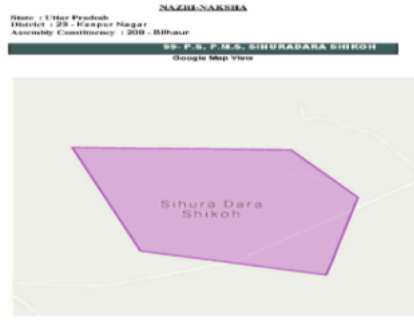 NAZRI-NAKSHA
State : Uttar Pradesh
District : 29 - Kanpur Nagar
Assembly Constituency : 209 - Bilhaur
99- P.S. P.M.S. SIHURADARA SHIKOH
Google Map View
Sihura Dara
Shikoh